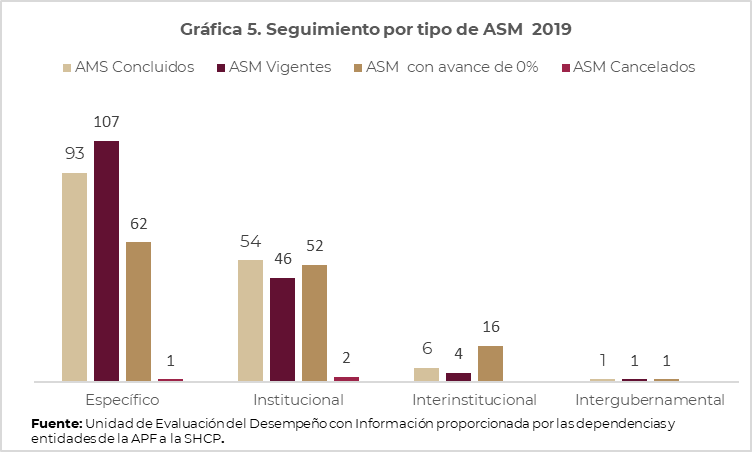 Gráfica 5. Seguimiento por tipo de ASM 2019
AMS Concluidos ASM Vigentes ASM con avance de 0% ASM Cancelados
93 107 62 1
54 46 52 2
6 4 16
1 1 1
Específico Institucional Interinstitucional Intergubernamental
Fuente: Unidad de Evaluación del Desempeño con Información proporcionada por las dependencias y
entidades de la APF a la SHCP.